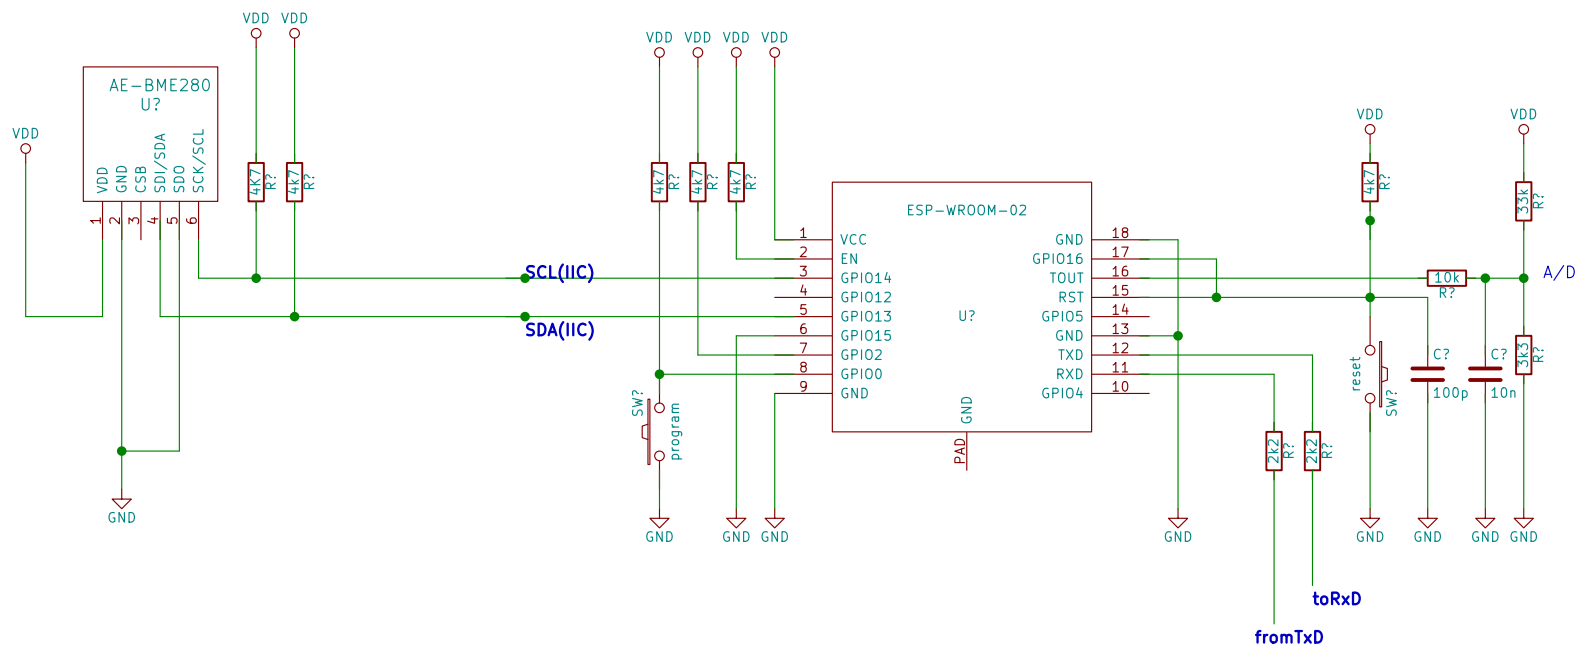 VDD
VDD
VDD
VDD
VDD
VDD
AE-BME280
U?
VDD
VDD
VDD
VDD
GND
CSB
SDI/SDA
SDO
SCK/SCL
1
2
3
4
5
6
4K7
R?
4k7
R?
4k7
R?
4k7
R?
4k7
R?
4k7
R?
33k
R?
ESP-WROOM-02
U?
1
VCC
2
EN
3
GPIO14
4
GPIO12
5
GPIO13
6
GPIO15
7
GPIO2
8
GPIO0
9
GND
GND
18
GPIO16
17
TOUT
16
RST
15
GPIO5
14
GND
13
TXD
12
RXD
11
GPIO4
10
GND
PAD
SCL(IIC)
SDA(IIC)
10k
R?
A/D
SW?
program
reset
SW?
C?
100p
C?
10n
3k3
R?
2k2
R?
2k2
R?
GND
GND
GND
GND
GND
GND
GND
GND
GND
toRxD
fromTxD